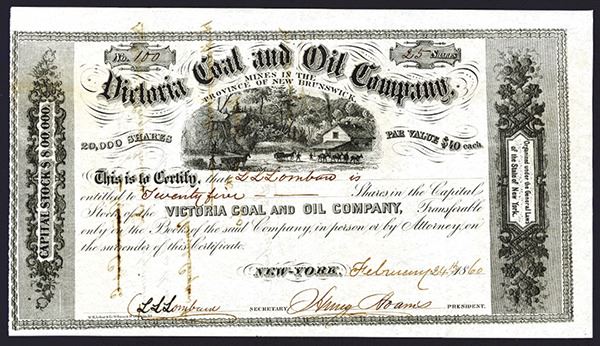 No. 100
25 Shares
Victoria Coal and Oil Company,
MINES IN THE
PROVINCE OF NEW BRUNSWICK.
20,000 SHARES
PAR VALUE $40 each.
CAPITAL STOCK $ 800,000.
This is to Certify, that L L Lombard is
entitled to Twenty five Shares in the Capital
Stock of the VICTORIA COAL AND OIL COMPANY, Transferable
only in the Books of the said Company, in person or by Attorney, on
the surrender of this Certificate.
Organized under the General Laws
of the State of New York.
NEW-YORK, February 24th 1860
L L Lombard SECRETARY. PRESIDENT.